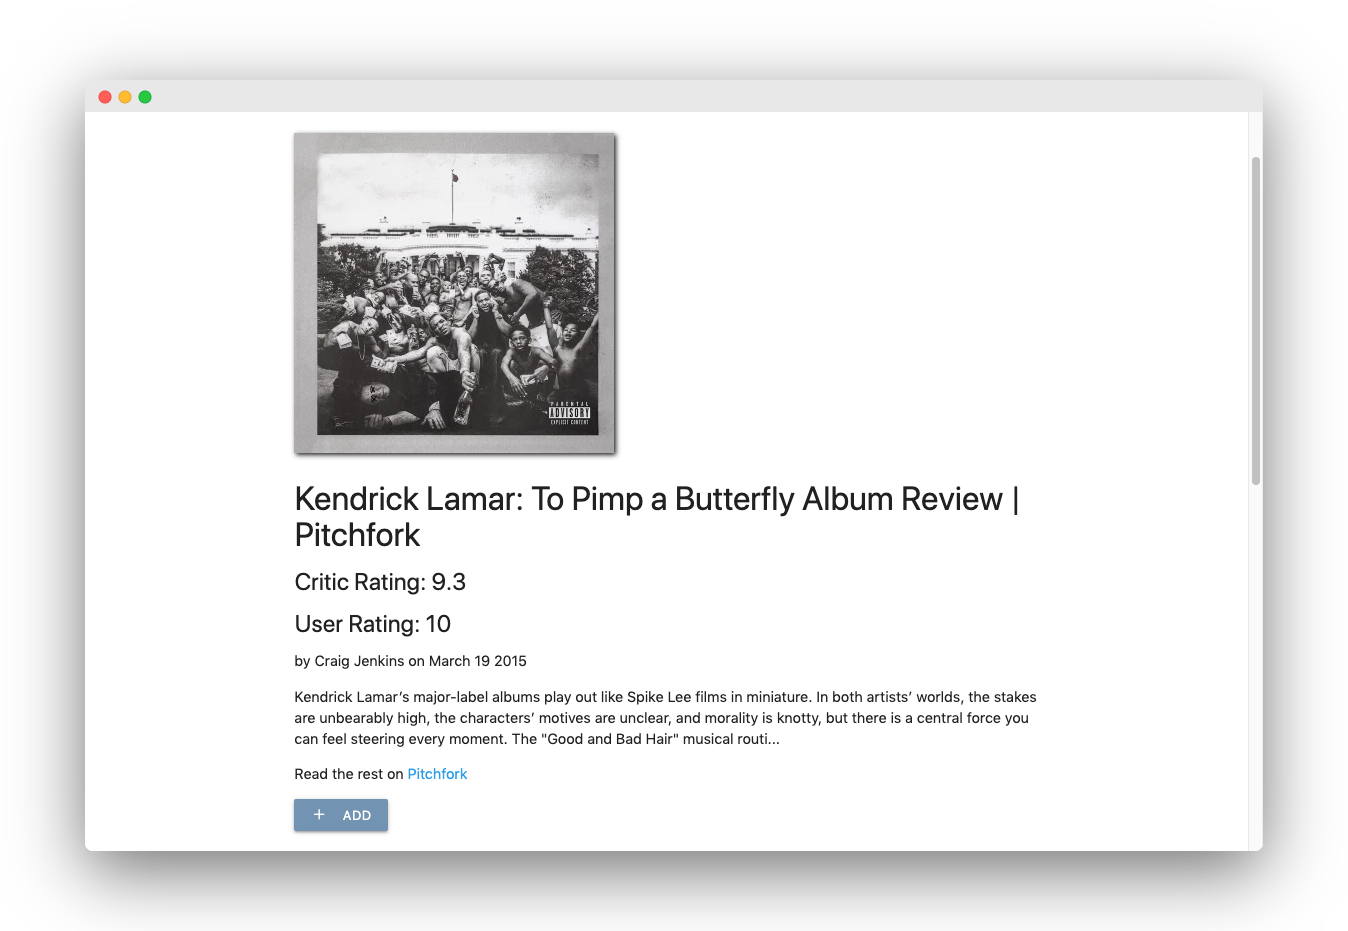 PARENTAL
ADVISORY
EXPLICIT CONTENT
Kendrick Lamar: To Pimp a Butterfly Album Review |
Pitchfork
Critic Rating: 9.3
User Rating: 10
by Craig Jenkins on March 19 2015
Kendrick Lamar’s major-label albums play out like Spike Lee films in miniature. In both artists’ worlds, the stakes
are unbearably high, the characters’ motives are unclear, and morality is knotty, but there is a central force you
can feel steering every moment. The "Good and Bad Hair" musical routi...
Read the rest on Pitchfork
+ ADD